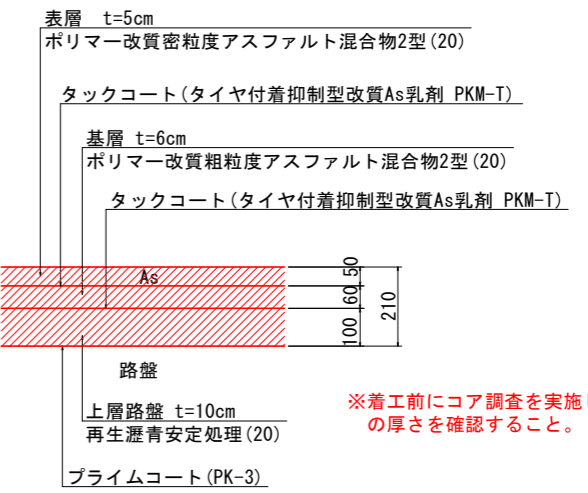 表層 t=5cm
ポリマー改質密粒度アスファルト混合物2型(20)
タックコート(タイヤ付着抑制型改質As乳剤 PKM-T)
基層 t=6cm
ポリマー改質粗粒度アスファルト混合物2型(20)
タックコート(タイヤ付着抑制型改質As乳剤 PKM-T)
As
50
60
100
210
路盤
上層路盤 t=10cm
再生瀝青安定処理(20)
プライムコート(PK-3)
※着工前にコア調査を実施
の厚さを確認すること。